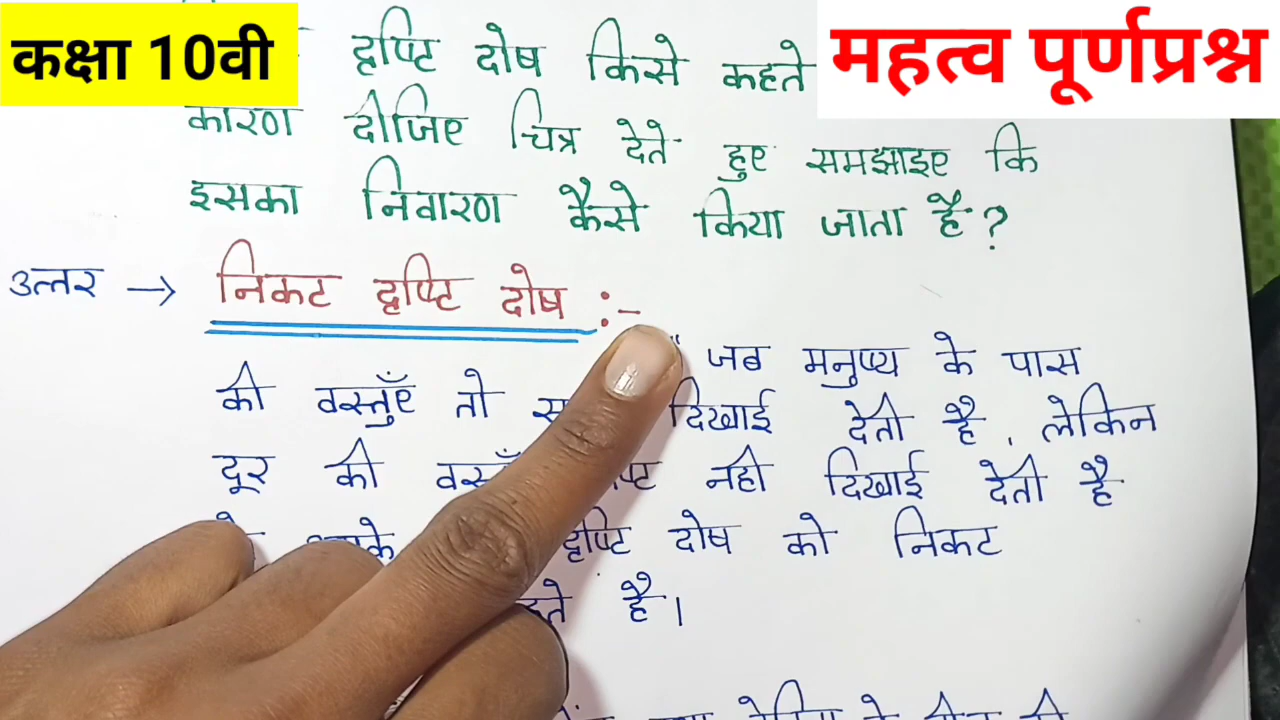 कक्षा 10वी
महत्व पूर्णप्रश्न
दृष्टि दोष किसे कहते
कारण दीजिए चित्र देते हुए समझाइए कि
इसका निवारण कैसे किया जाता है?
उत्तर → निकट दृष्टि दोष :-
" जब मनुष्य के पास
की वस्तुएँ तो दिखाई देती है, लेकिन
दूर की नही दिखाई देती है
दृष्टि दोष को निकट
है।